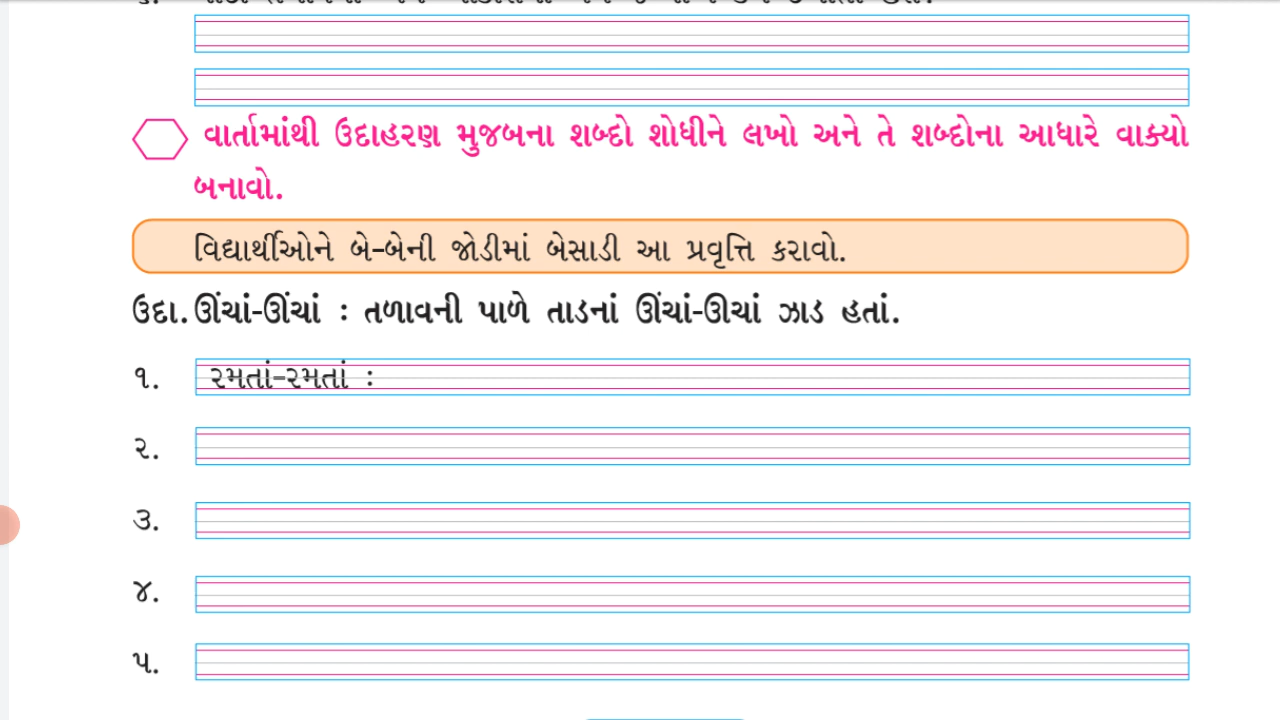 વાર્તામાંથી ઉદાહરણ મુજબના શબ્દો શોધીને લખો અને તે શબ્દોના આધારે વાક્યો
બનાવો.
વિદ્યાર્થીઓને બે-બેની જોડીમાં બેસાડી આ પ્રવૃત્તિ કરાવો.
ઉદા. ઊંચાં-ઊંચાં : તળાવની પાળે તાડનાં ઊંચાં-ઊચાં ઝાડ હતાં.
૧. રમતાં-રમતાં :
૨.
૩.
૪.
૫.